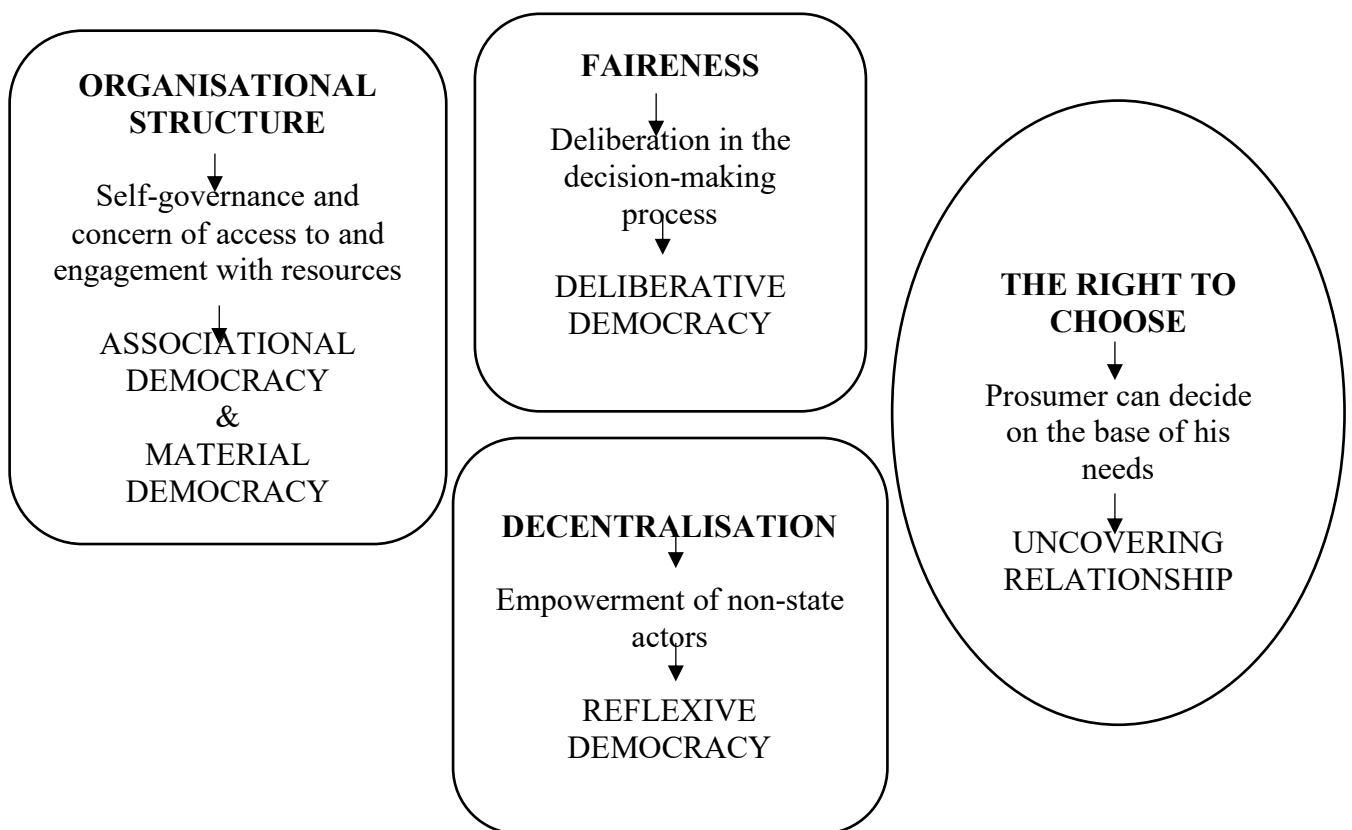 ORGANISATIONAL
STRUCTURE
Self-governance and
concern of access to and
engagement with resources
ASSOCIATIONAL
DEMOCRACY
&
MATERIAL
DEMOCRACY
FAIRENESS
Deliberation in the
decision-making
process
DELIBERATIVE
DEMOCRACY
DECENTRALISATION
Empowerment of non-state
actors
REFLEXIVE
DEMOCRACY
THE RIGHT TO
CHOOSE
Prosumer can decide
on the base of his
needs
UNCOVERING
RELATIONSHIP